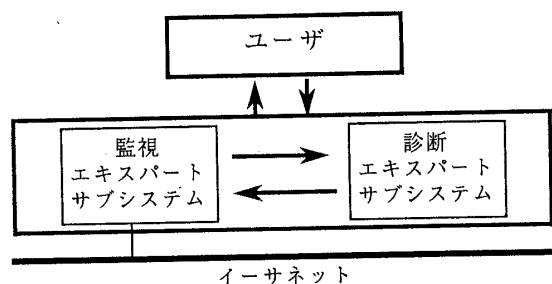 ユーザ
監視
エキスパート
サブシステム
診断
エキスパート
サブシステム
イーサネット